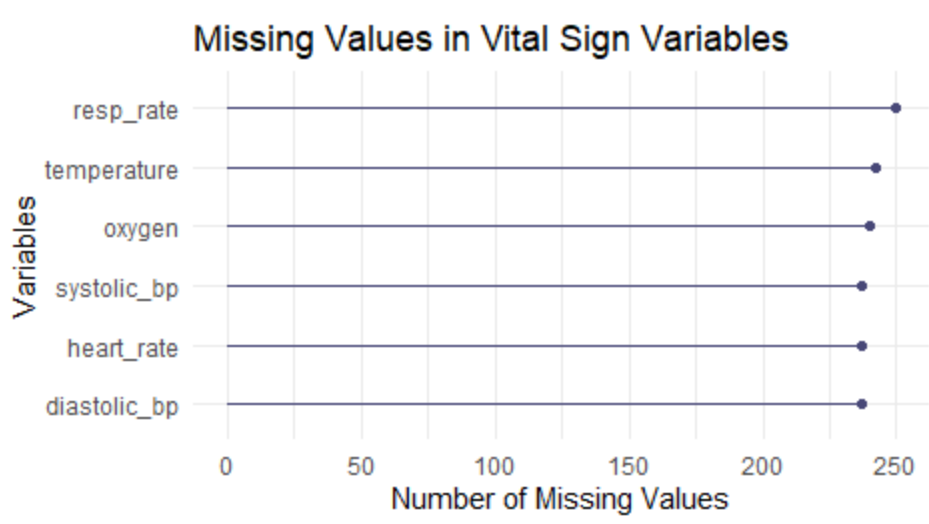 Missing Values in Vital Sign Variables
resp_rate
temperature
oxygen
systolic_bp
heart_rate
diastolic_bp
Variables
0 50 100 150 200 250
Number of Missing Values